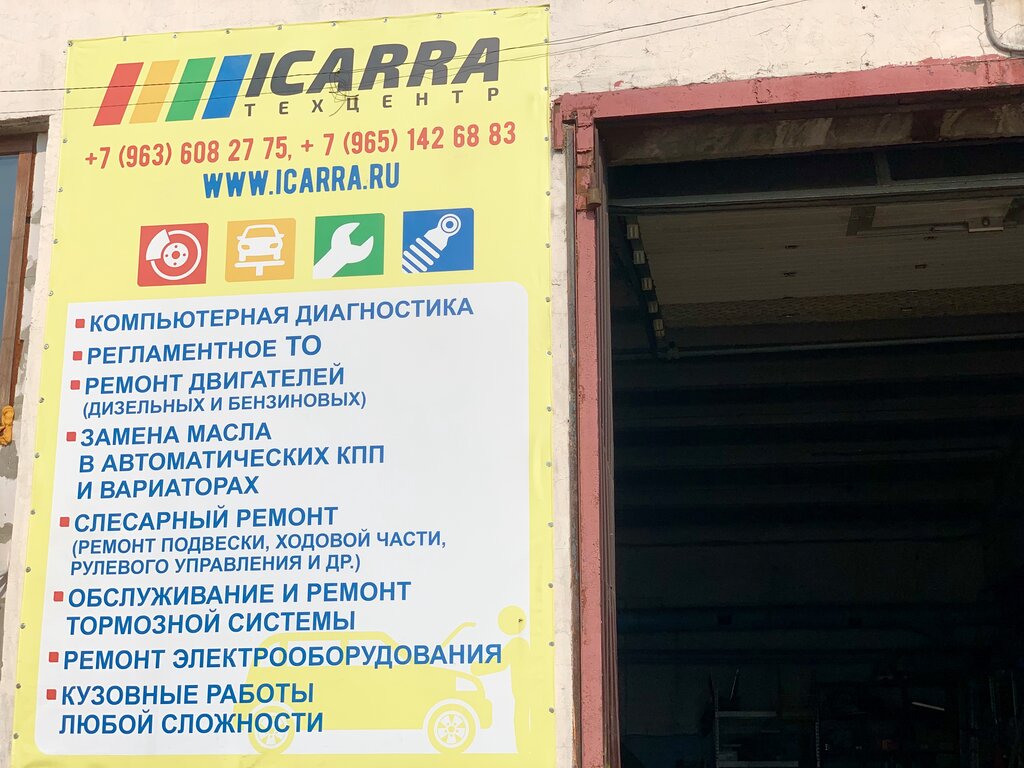 ICARRA
ТЕХЦЕНТР
+7 (963) 608 27 75, + 7 (965) 142 68 83
WWW.ICARRA.RU
КОМПЬЮТЕРНАЯ ДИАГНОСТИКА
РЕГЛАМЕНТНОЕ ТО
РЕМОНТ ДВИГАТЕЛЕЙ
(ДИЗЕЛЬНЫХ И БЕНЗИНОВЫХ)
ЗАМЕНА МАСЛА
В АВТОМАТИЧЕСКИХ КПП
И ВАРИАТОРАХ
СЛЕСАРНЫЙ РЕМОНТ
(РЕМОНТ ПОДВЕСКИ, ХОДОВОЙ ЧАСТИ,
РУЛЕВОГО УПРАВЛЕНИЯ И ДР.)
ОБСЛУЖИВАНИЕ И РЕМОНТ
ТОРМОЗНОЙ СИСТЕМЫ
РЕМОНТ ЭЛЕКТРООБОРУДОВАНИЯ
КУЗОВНЫЕ РАБОТЫ
ЛЮБОЙ СЛОЖНОСТИ